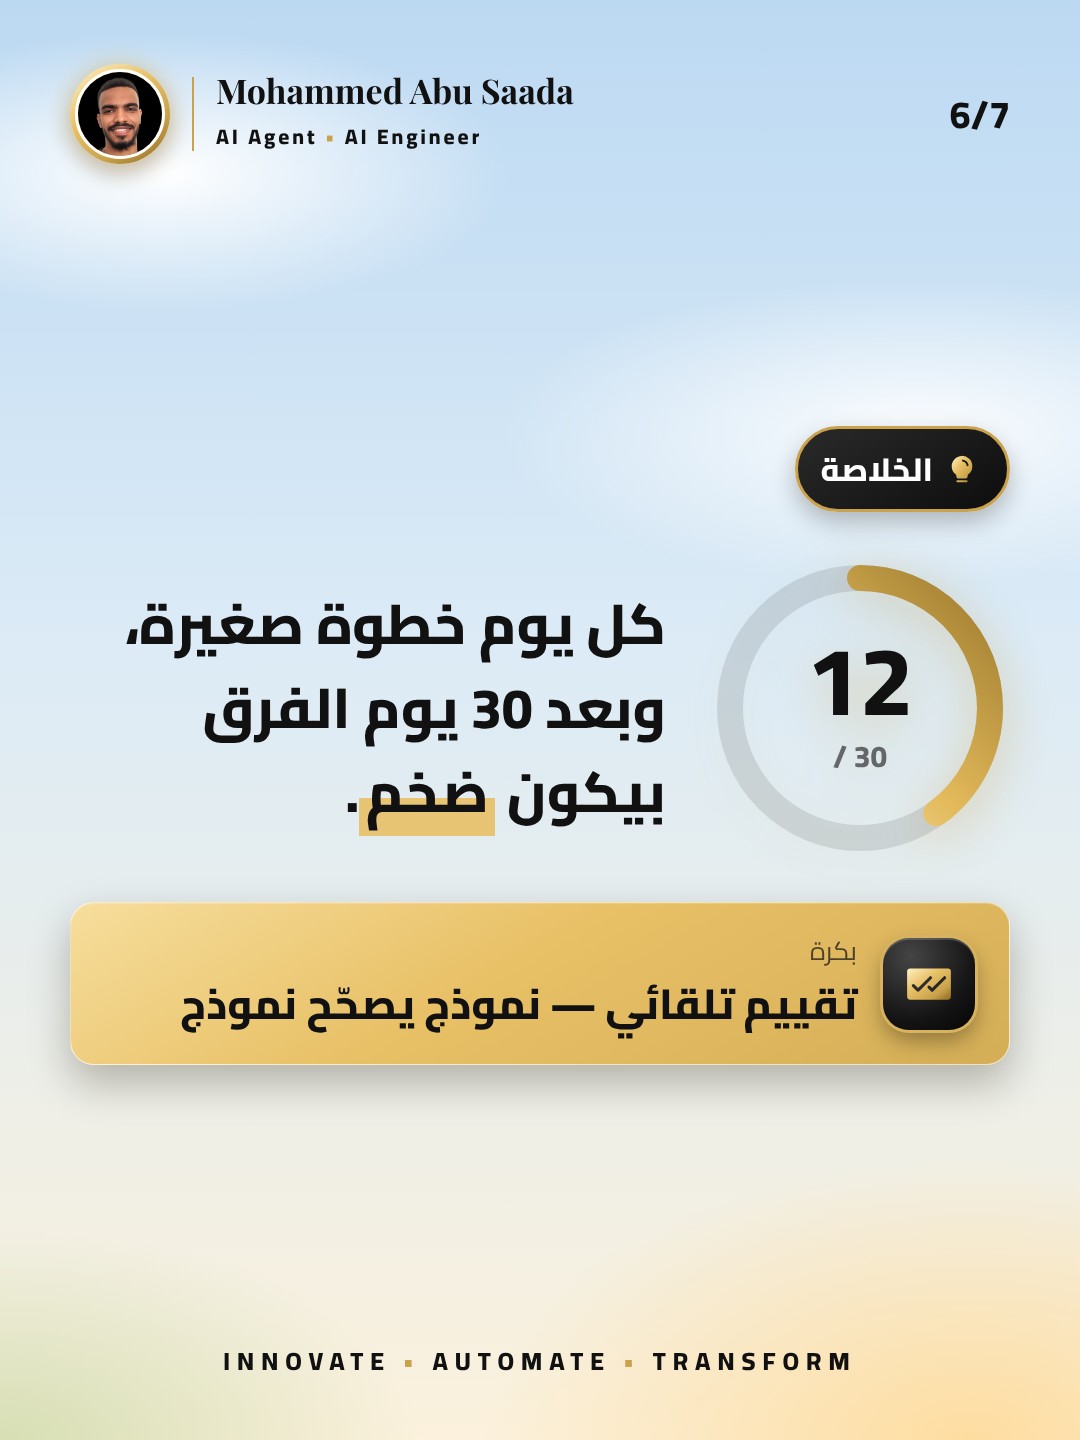 Mohammed Abu Saada
AI Agent ▪ AI Engineer
6/7
الخلاصة
12
/ 30
كل يوم خطوة صغيرة،
وبعد 30 يوم الفرق
بيكون ضخم.
بكرة
تقييم تلقائي — نموذج يصحّح نموذج
INNOVATE ▪ AUTOMATE ▪ TRANSFORM